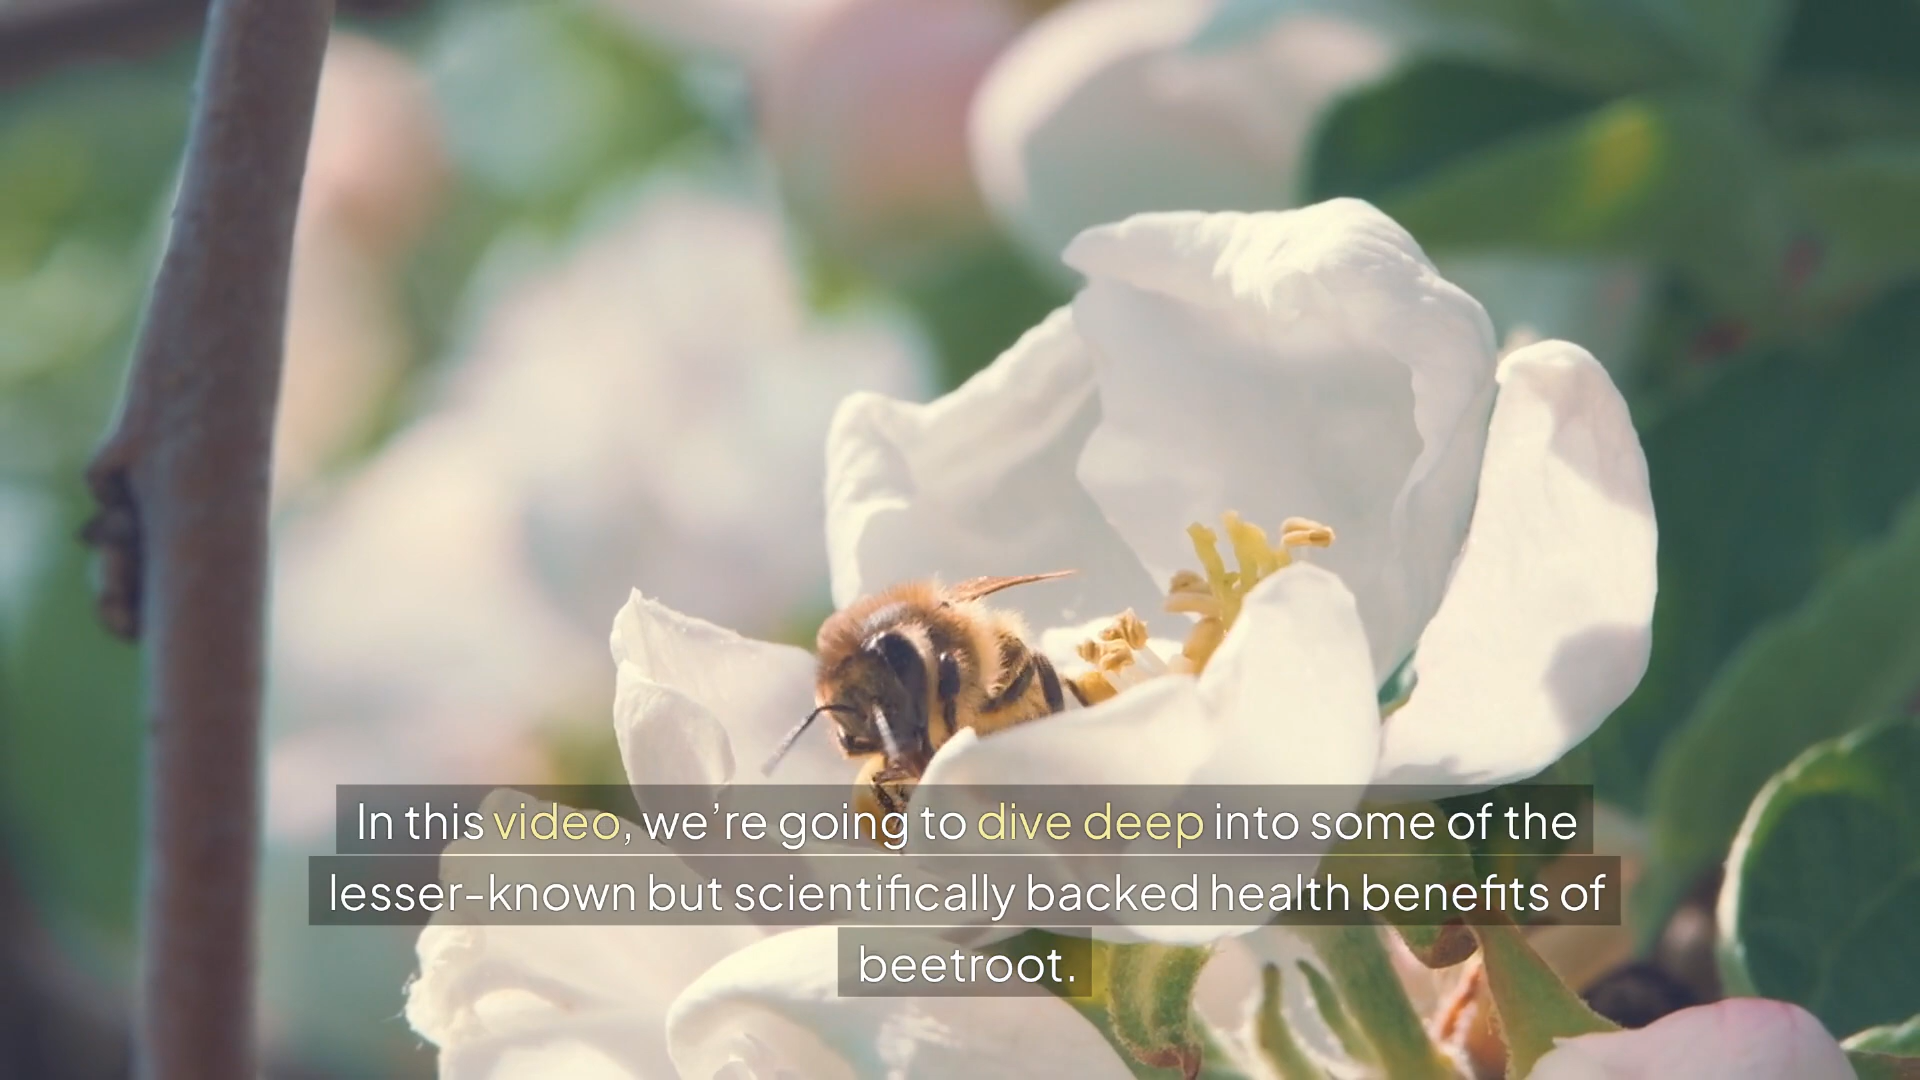 In this video, we’re going to dive deep into some of the
lesser-known but scientifically backed health benefits of
beetroot.